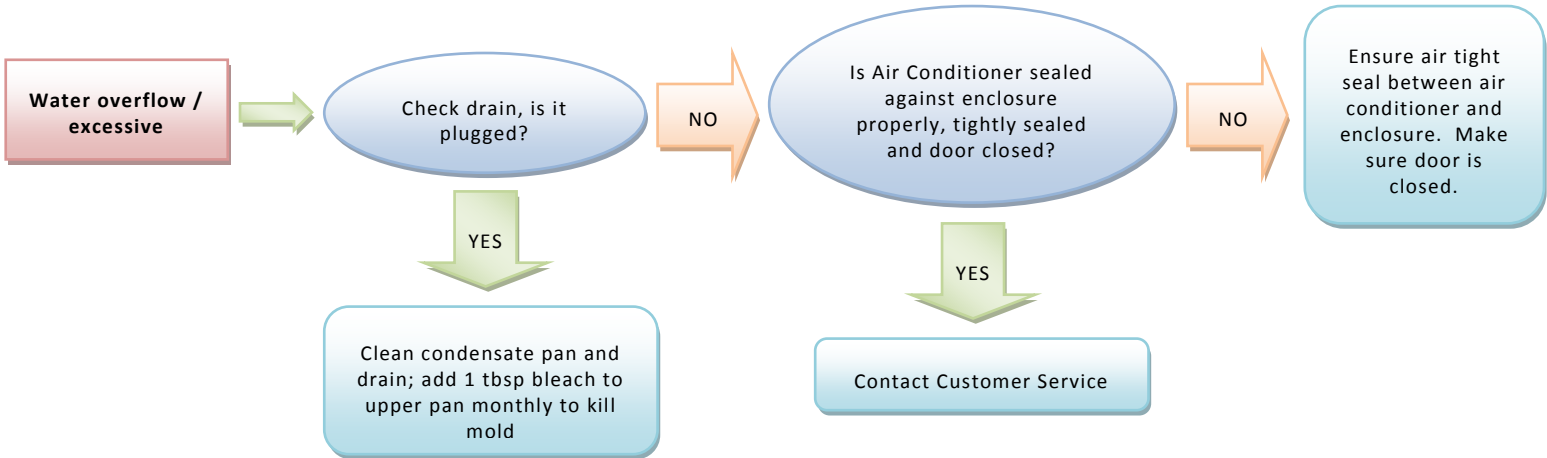 Water overflow /
excessive
Check drain, is it
plugged?
NO
Is Air Conditioner sealed
against enclosure
properly, tightly sealed
and door closed?
NO
Ensure air tight
seal between air
conditioner and
enclosure.  Make
sure door is
closed.
YES
YES
Clean condensate pan and
drain; add 1 tbsp bleach to
upper pan monthly to kill
mold
Contact Customer Service